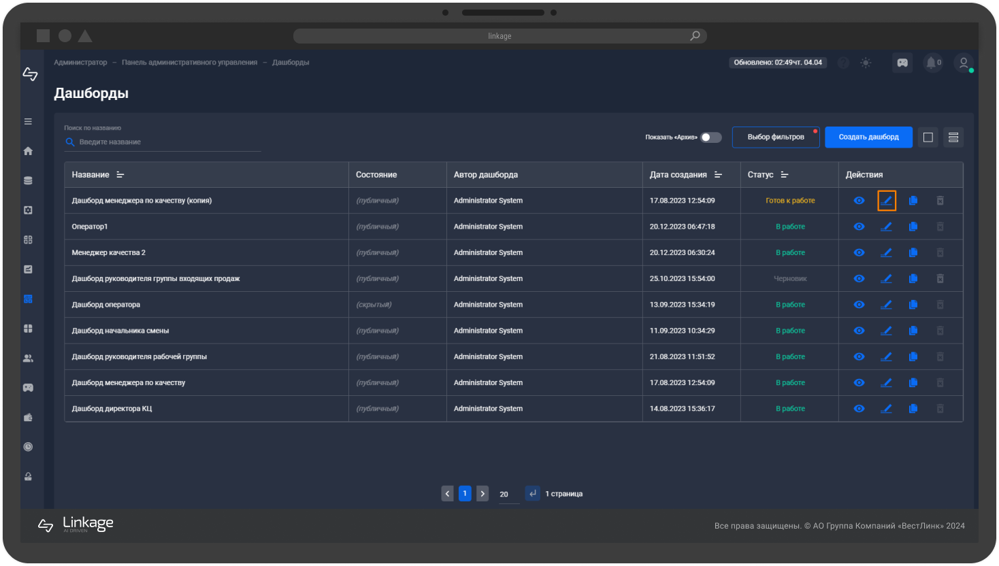 linkage
Администратор – Панель административного управления – Дашборды
Обновлено: 02:49чт. 04.04
0
Дашборды
Поиск по названию
Введите название
Показать «Архив»
Выбор фильтров
Создать дашборд
Название Состояние Автор дашборда Дата создания Статус Действия
Дашборд менеджера по качеству (копия) (публичный) Administrator System 17.08.2023 12:54:09 Готов к работе
Оператор1 (публичный) Administrator System 20.12.2023 06:47:18 В работе
Менеджер качества 2 (публичный) Administrator System 20.12.2023 06:30:24 В работе
Дашборд руководителя группы входящих продаж (публичный) Administrator System 25.10.2023 15:54:00 Черновик
Дашборд оператора (скрытый) Administrator System 13.09.2023 15:34:19 В работе
Дашборд начальника смены (публичный) Administrator System 11.09.2023 10:34:29 В работе
Дашборд руководителя рабочей группы (публичный) Administrator System 21.08.2023 11:51:52 В работе
Дашборд менеджера по качеству (публичный) Administrator System 17.08.2023 12:54:09 В работе
Дашборд директора КЦ (публичный) Administrator System 14.08.2023 15:36:17 В работе
1 20 1 страница
Linkage
AI DRIVEN
Все права защищены. © АО Группа Компаний «ВестЛинк» 2024